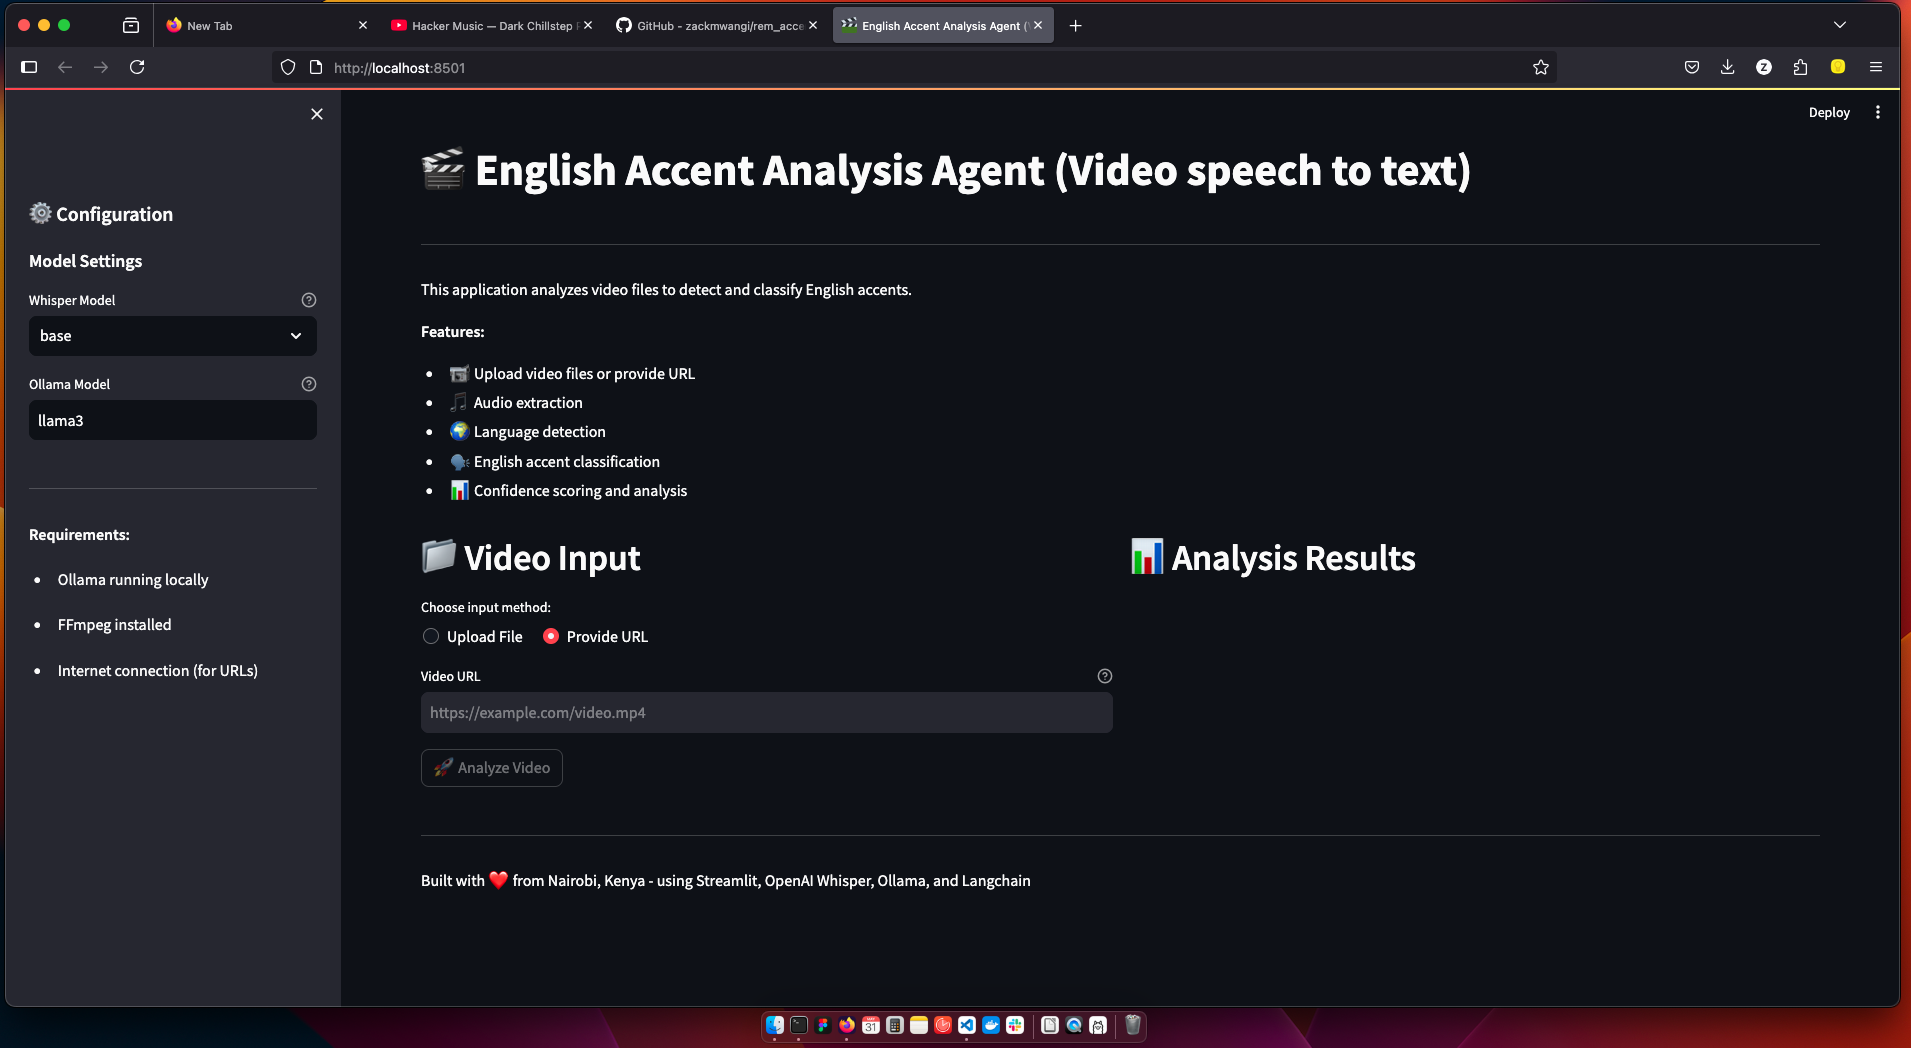 New Tab
Hacker Music — Dark Chillstep
GitHub - zackmwangi/rem_acce
English Accent Analysis Agent (
http://localhost:8501
Z
Deploy
English Accent Analysis Agent (Video speech to text)
Configuration
Model Settings
Whisper Model
base
Ollama Model
llama3
Requirements:
Ollama running locally
FFmpeg installed
Internet connection (for URLs)
This application analyzes video files to detect and classify English accents.
Features:
Upload video files or provide URL
Audio extraction
Language detection
English accent classification
Confidence scoring and analysis
Video Input
Choose input method:
Upload File Provide URL
Video URL
https://example.com/video.mp4
Analyze Video
Analysis Results
Built with ❤️ from Nairobi, Kenya - using Streamlit, OpenAI Whisper, Ollama, and Langchain
31